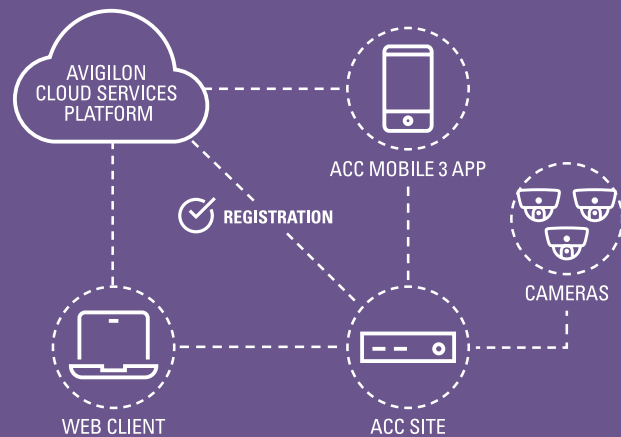 AVIGILON
CLOUD SERVICES
PLATFORM
ACC MOBILE 3 APP
REGISTRATION
CAMERAS
WEB CLIENT
ACC SITE